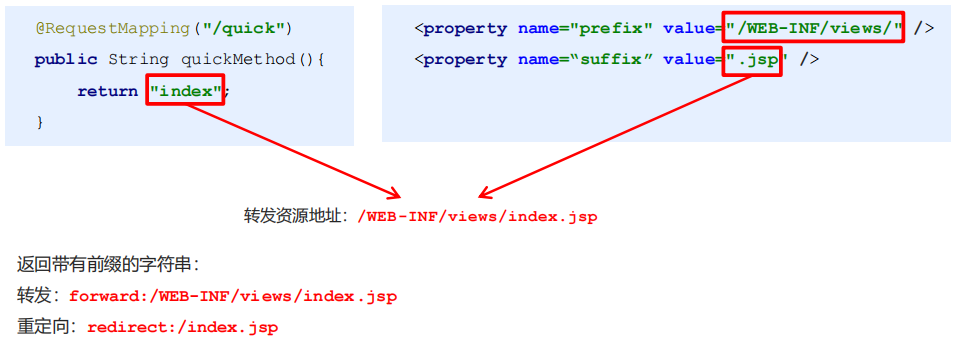 @RequestMapping("/quick")
public String quickMethod(){
return "index";
}
<property name="prefix" value="/WEB-INF/views/" />
<property name=“suffix” value=".jsp" />
转发资源地址：/WEB-INF/views/index.jsp
返回带有前缀的字符串：
转发：forward:/WEB-INF/views/index.jsp
重定向：redirect:/index.jsp